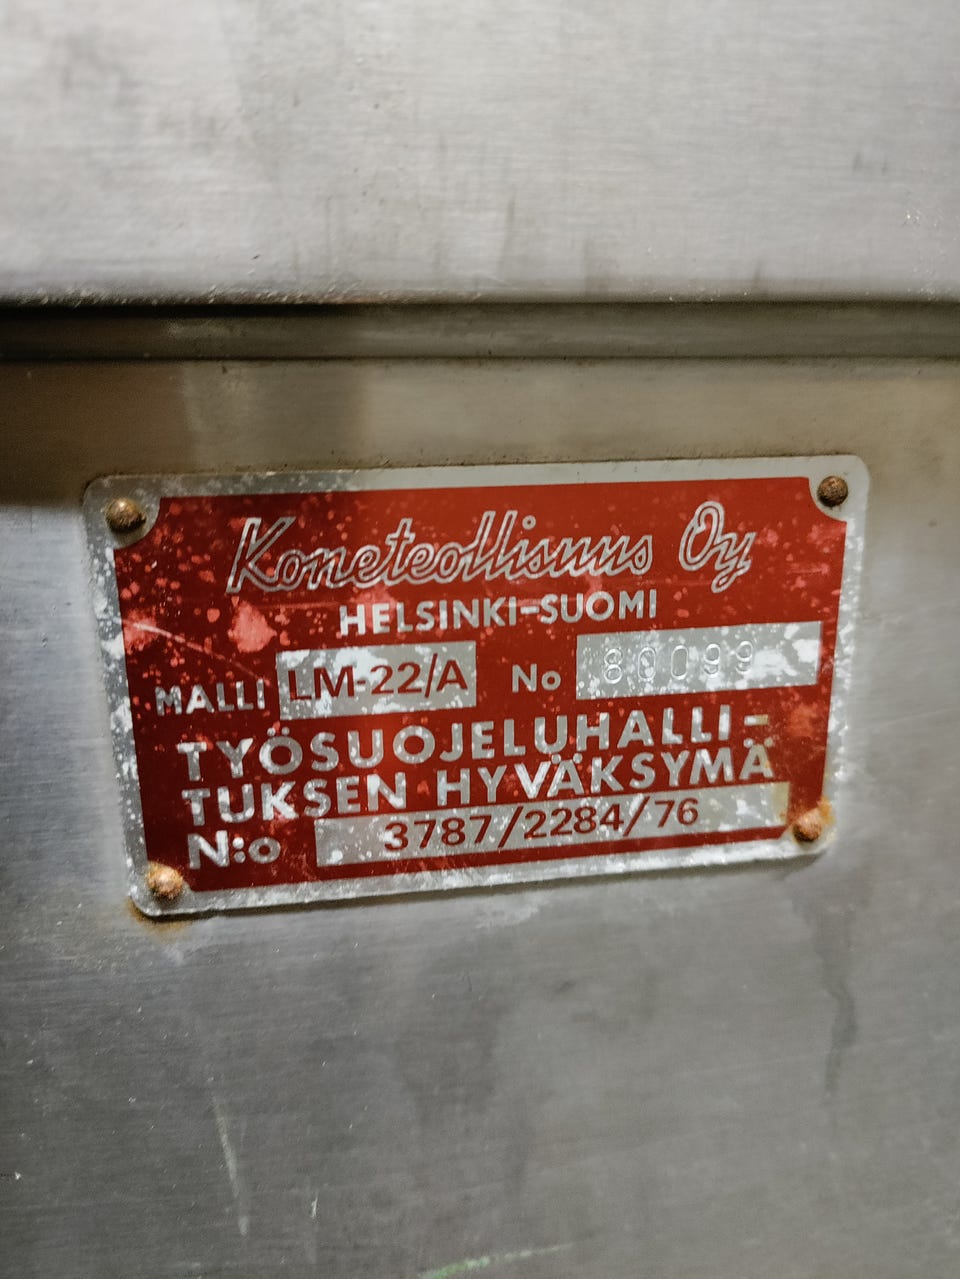 Koneteollisuus Oy
HELSINKI-SUOMI
MALLI LM-22/A No 80099
TYÖSUOJELUHALLI-
TUKSEN HYVÄKSYMÄ
N:o 3787/2284/76